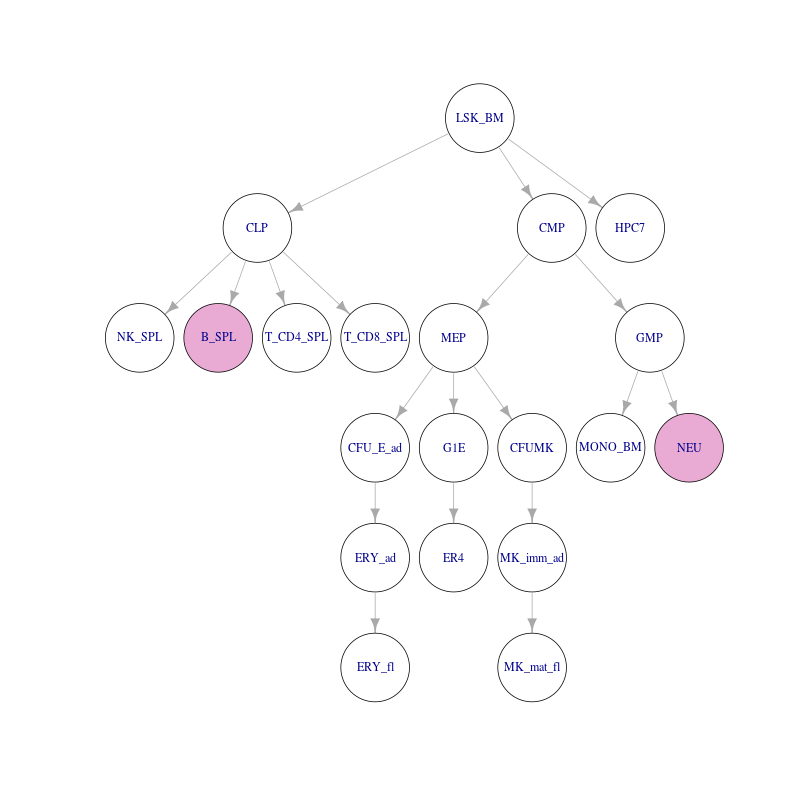 LSK_BM
CLP
CMP
HPC7
NK_SPL
B_SPL
T_CD4_SPL
T_CD8_SPL
MEP
GMP
CFU_E_ad
G1E
CFUMK
MONO_BM
NEU
ERY_ad
ER4
MK_imm_ad
ERY_fl
MK_mat_fl